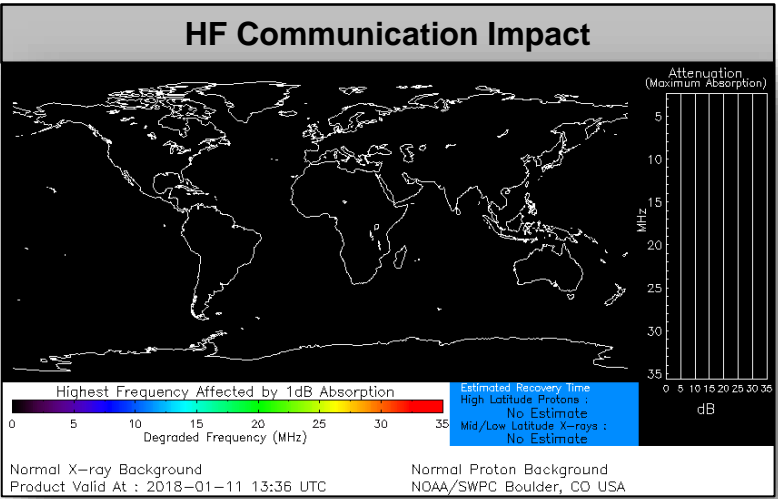 HF Communication Impact
Attenuation
(Maximum Absorption)
5
10
15
20
25
30
35
MHz
0 5 10 15 20 25 30 35
dB
Highest Frequency Affected by 1dB Absorption
0 5 10 15 20 25 30 35
Degraded Frequency (MHz)
Estimated Recovery Time
High Latitude Protons :
No Estimate
Mid/Low Latitude X-rays :
No Estimate
Normal X-ray Background
Normal Proton Background
Product Valid At : 2018-01-11 13:36 UTC
NOAA/SWPC Boulder, CO USA